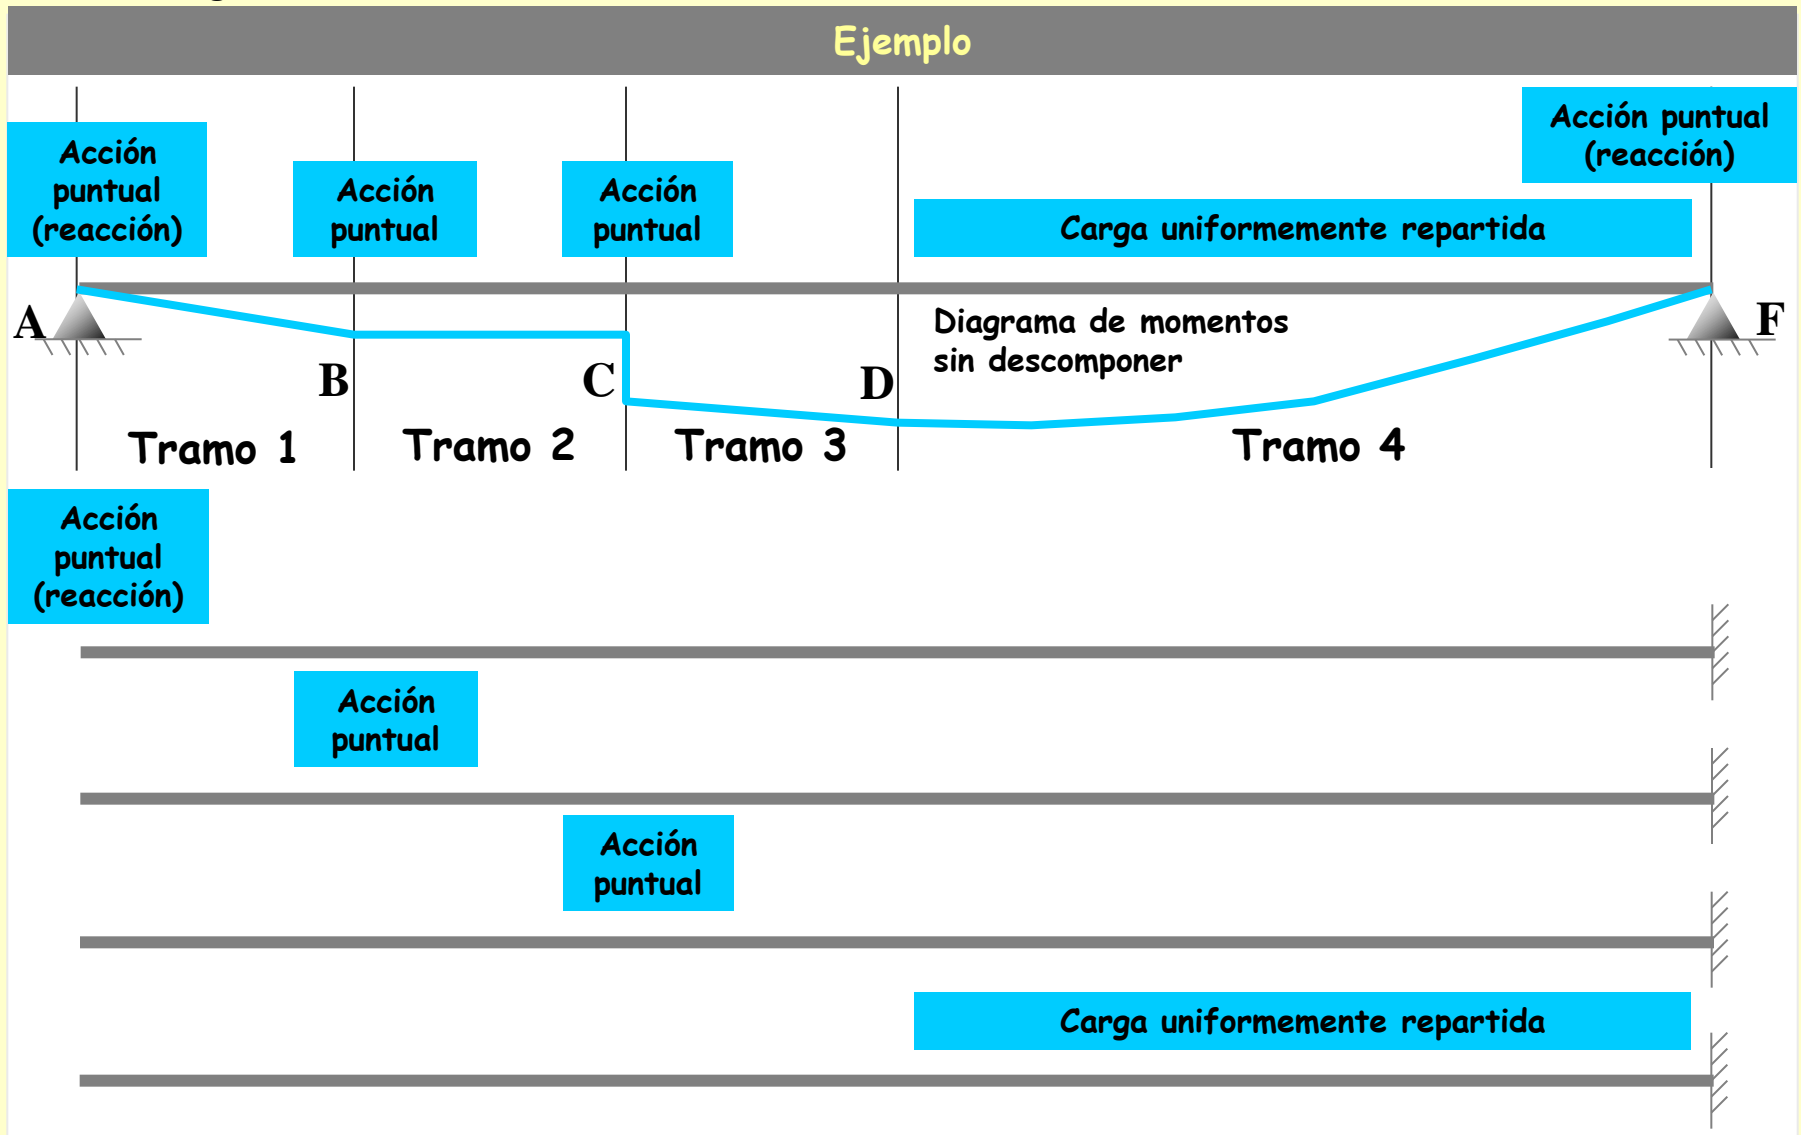 Ejemplo
Acción
puntual
(reacción)
Acción
puntual
Acción
puntual
Carga uniformemente repartida
Acción puntual
(reacción)
A
B
C
D
F
Diagrama de momentos
sin descomponer
Tramo 1
Tramo 2
Tramo 3
Tramo 4
Acción
puntual
(reacción)
Acción
puntual
Acción
puntual
Carga uniformemente repartida